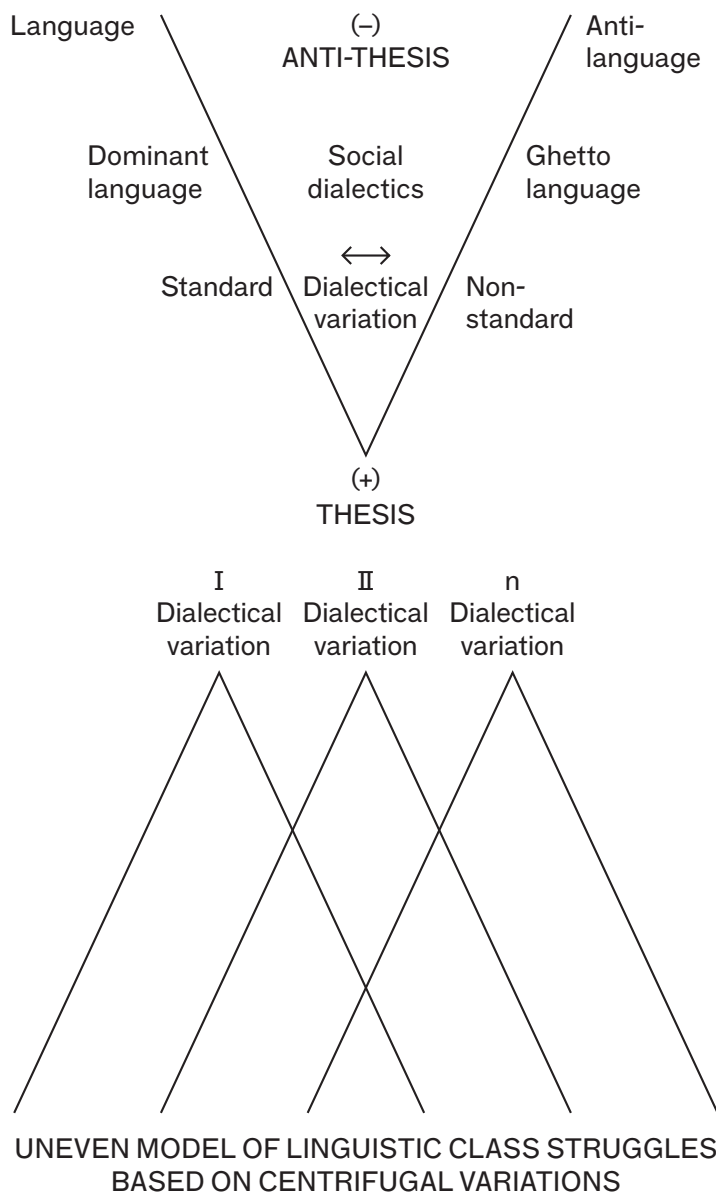 Language
(–)
ANTI-THESIS
Anti-
language
Dominant
language
Social
dialectics
Ghetto
language
Standard
Dialectical
variation
Non-
standard
(+)
THESIS
I
Dialectical
variation
II
Dialectical
variation
n
Dialectical
variation
UNEVEN MODEL OF LINGUISTIC CLASS STRUGGLES
BASED ON CENTRIFUGAL VARIATIONS